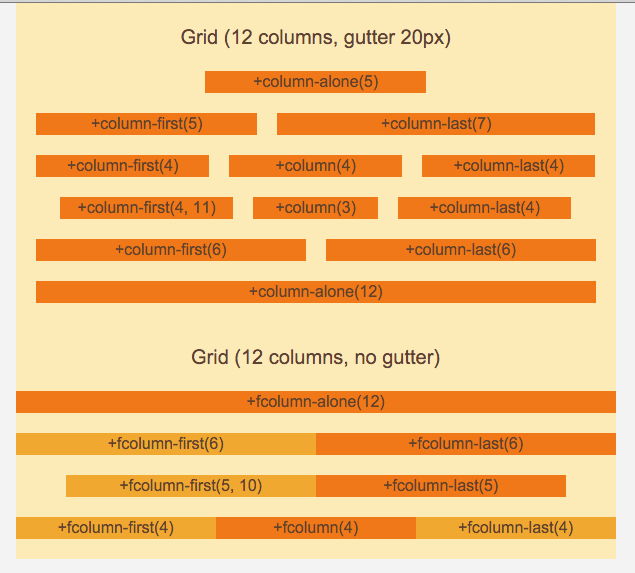 Grid (12 columns, gutter 20px)
+column-alone(5)
+column-first(5) +column-last(7)
+column-first(4) +column(4) +column-last(4)
+column-first(4, 11) +column(3) +column-last(4)
+column-first(6) +column-last(6)
+column-alone(12)
Grid (12 columns, no gutter)
+fcolumn-alone(12)
+fcolumn-first(6) +fcolumn-last(6)
+fcolumn-first(5, 10) +fcolumn-last(5)
+fcolumn-first(4) +fcolumn(4) +fcolumn-last(4)